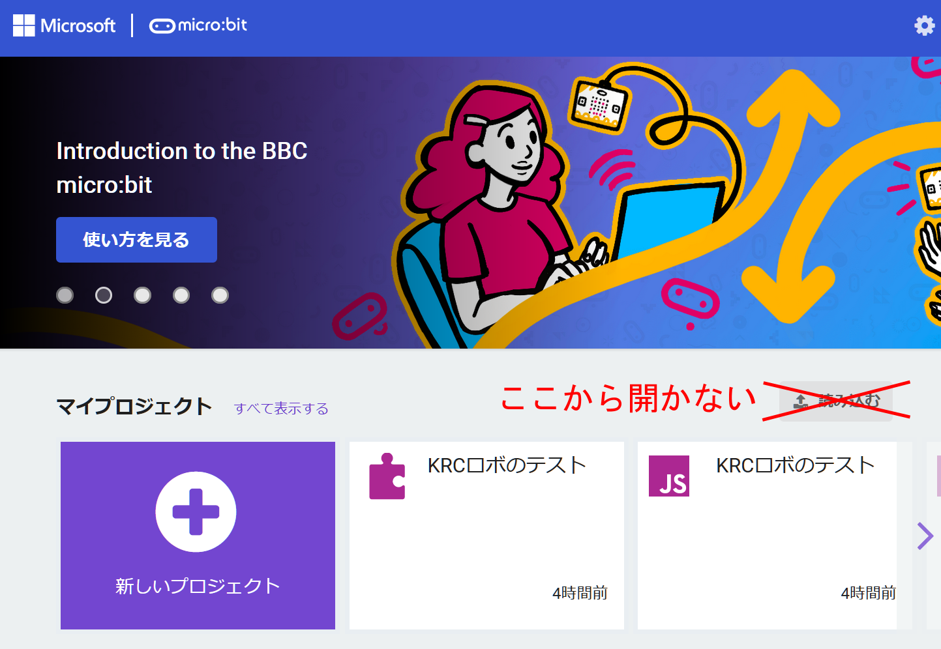 Microsoft
micro:bit
Introduction to the BBC
micro:bit
使い方を見る
マイプロジェクト
すべて表示する
ここから開かない
読み込む
新しいプロジェクト
KRCロボのテスト
4時間前
JS
KRCロボのテスト
4時間前